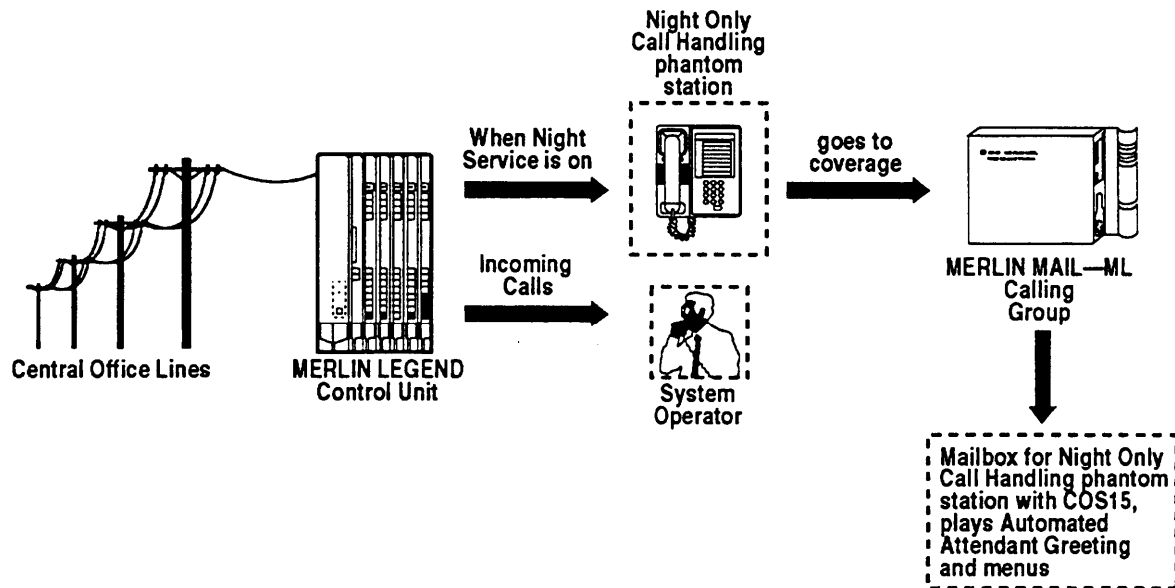 Night Only
Call Handling
phantom
station
When Night
Service is on
goes to
coverage
Incoming
Calls
Central Office Lines
MERLIN LEGEND
Control Unit
System
Operator
MERLIN MAIL—ML
Calling
Group
Mailbox for Night Only
Call Handling phantom
station with COS15,
plays Automated
Attendant Greeting
and menus